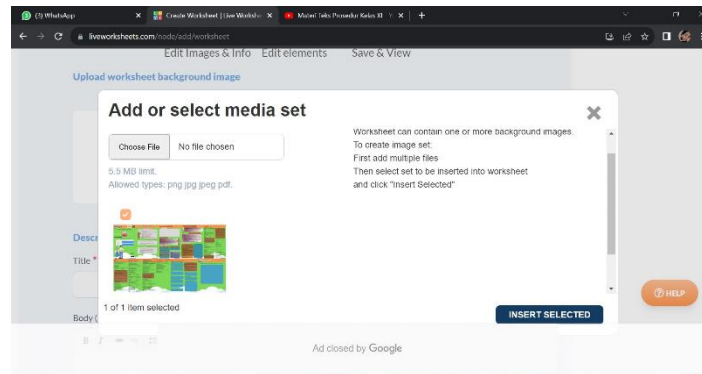 (3) WhatsApp
Create Worksheet | Live Workshe
Materi Teks Prosedur Kelas XI
liveworksheets.com/node/add/worksheet
Edit Images & Info Edit elements Save & View
Upload worksheet background image
Add or select media set
Choose File No file chosen
5.5 MB limit.
Allowed types: png jpg jpeg pdf.
Worksheet can contain one or more background images.
To create image set:
First add multiple files
Then select set to be inserted into worksheet
and click "Insert Selected"
Descr
Title *
1 of 1 item selected
INSERT SELECTED
HELP
Body (
B I
Ad closed by Google